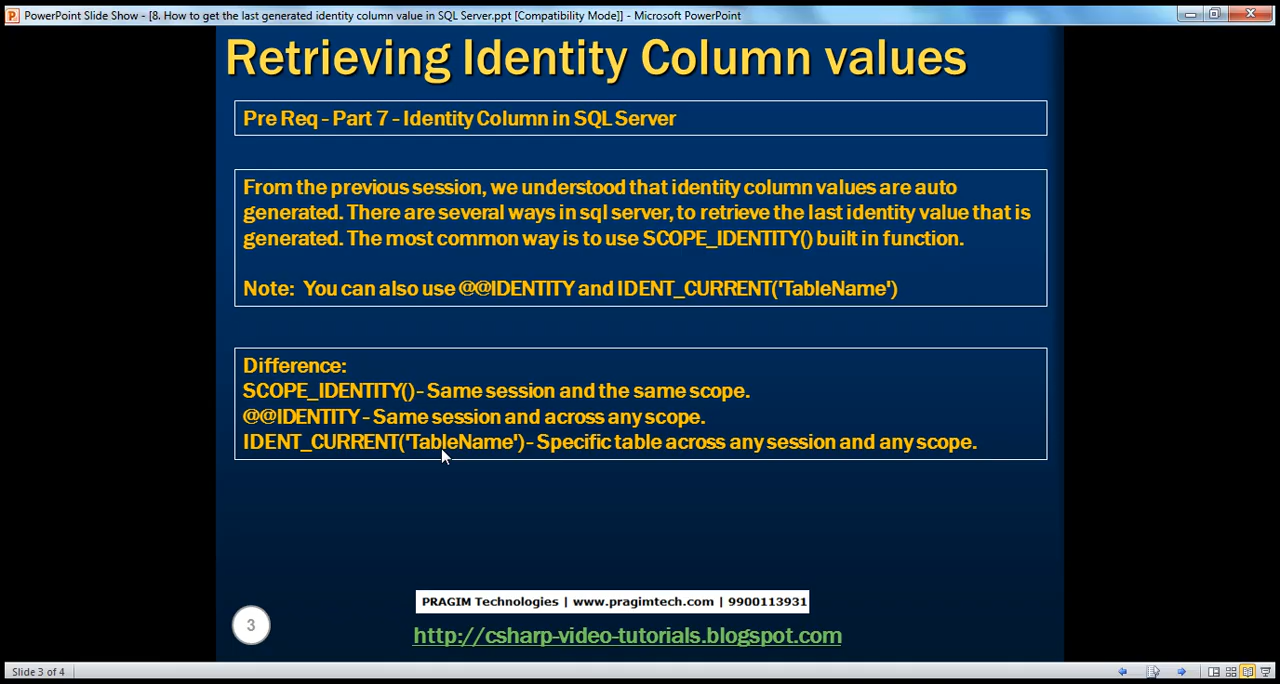 PowerPoint Slide Show - [8. How to get the last generated identity column value in SQL Server.ppt [Compatibility Mode]] - Microsoft PowerPoint
Retrieving Identity Column values
Pre Req - Part 7 - Identity Column in SQL Server
From the previous session, we understood that identity column values are auto
generated. There are several ways in sql server, to retrieve the last identity value that is
generated. The most common way is to use SCOPE_IDENTITY() built in function.
Note:  You can also use @@IDENTITY and IDENT_CURRENT('TableName')
Difference:
SCOPE_IDENTITY() - Same session and the same scope.
@@IDENTITY - Same session and across any scope.
IDENT_CURRENT('TableName') - Specific table across any session and any scope.
PRAGIM Technologies | www.pragimtech.com | 9900113931
3
http://csharp-video-tutorials.blogspot.com
Slide 3 of 4